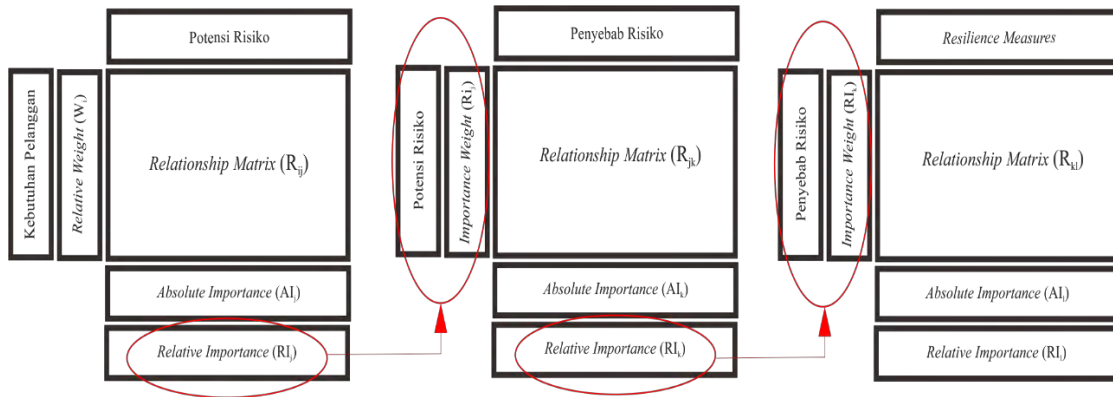 Potensi Risiko
Kebutuhan Pelanggan
Relative Weight (Wᵢ)
Relationship Matrix (Rᵢⱼ)
Absolute Importance (AIⱼ)
Relative Importance (RIⱼ)
Penyebab Risiko
Potensi Risiko
Importance Weight (Riⱼ)
Relationship Matrix (Rⱼₖ)
Absolute Importance (AIₖ)
Relative Importance (RIₖ)
Resilience Measures
Penyebab Risiko
Importance Weight (RIₖ)
Relationship Matrix (Rₖₗ)
Absolute Importance (AIₗ)
Relative Importance (RIₗ)